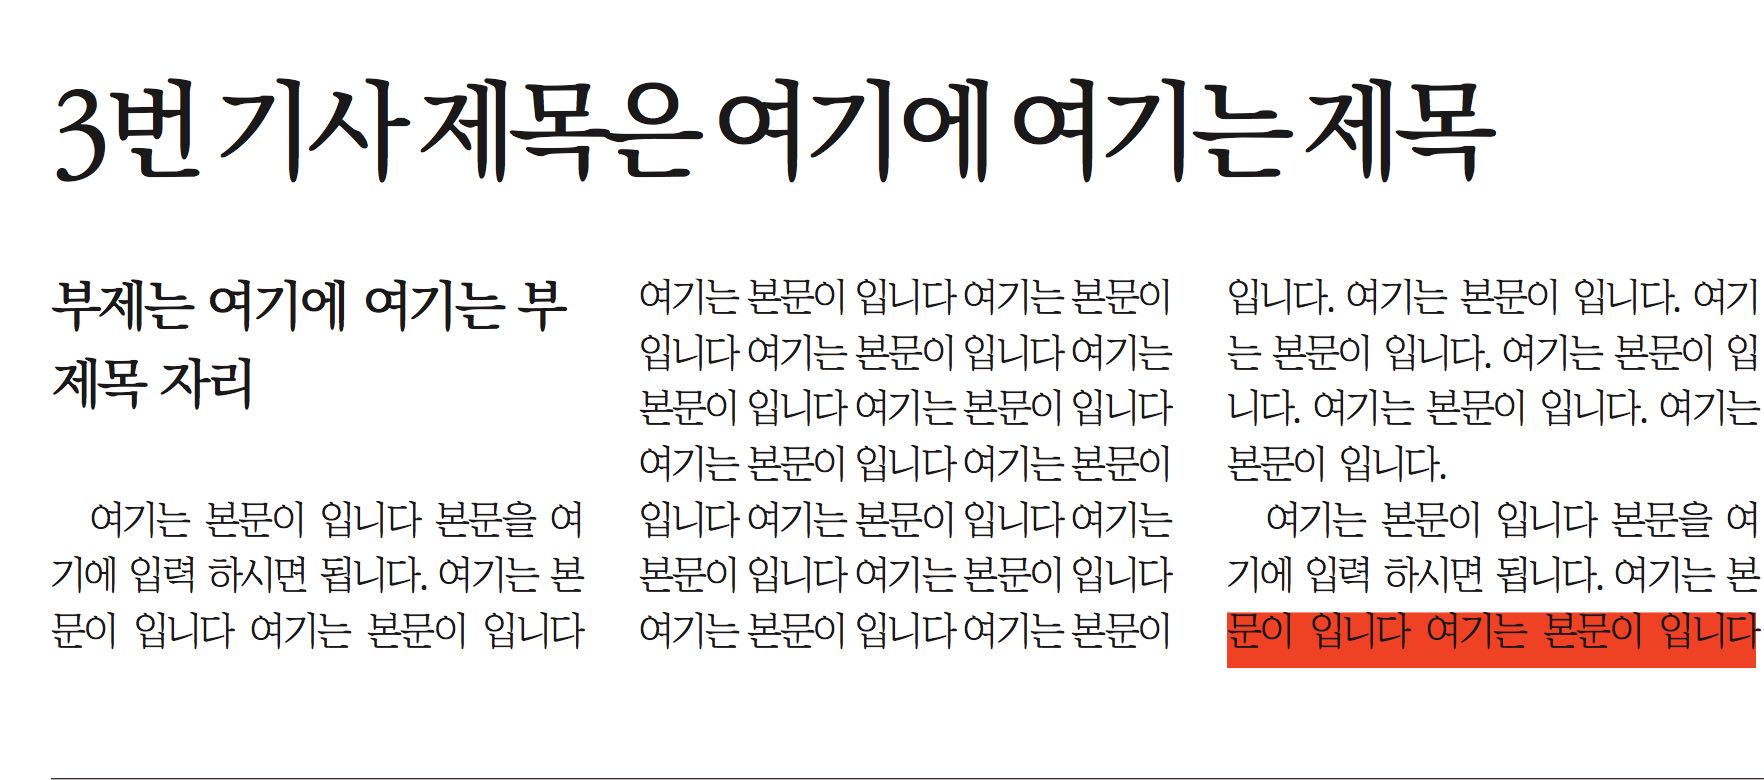 3번 기사 제목은 여기에 여기는 제목
부제는 여기에 여기는 부
제목 자리
여기는 본문이 입니다 본문을 여
기에 입력 하시면 됩니다. 여기는 본
문이 입니다 여기는 본문이 입니다
여기는 본문이 입니다 여기는 본문이
입니다 여기는 본문이 입니다 여기는
본문이 입니다 여기는 본문이 입니다
여기는 본문이 입니다 여기는 본문이
입니다 여기는 본문이 입니다 여기는
본문이 입니다 여기는 본문이 입니다
여기는 본문이 입니다 여기는 본문이
입니다. 여기는 본문이 입니다. 여기
는 본문이 입니다. 여기는 본문이 입
니다. 여기는 본문이 입니다. 여기는
본문이 입니다.
여기는 본문이 입니다 본문을 여
기에 입력 하시면 됩니다. 여기는 본
문이 입니다 여기는 본문이 입니다